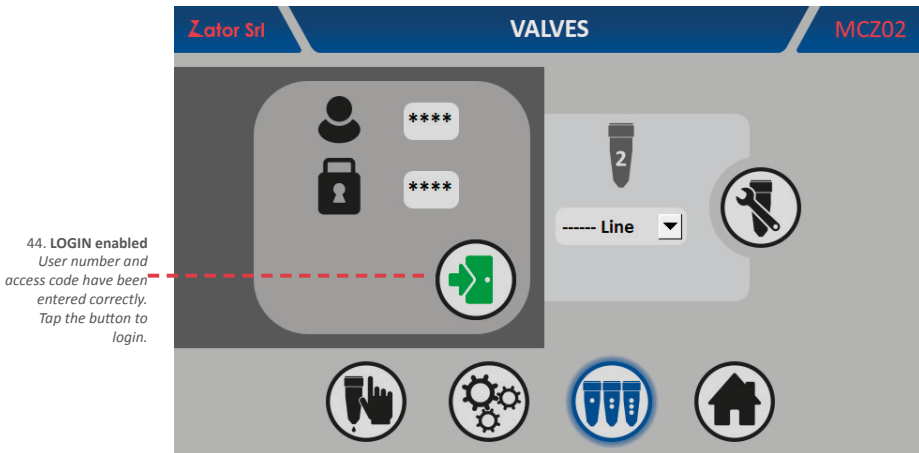 Zator Srl
VALVES
MCZ02
****
2
****
------ Line
44. LOGIN enabled
User number and
access code have been
entered correctly.
Tap the button to
login.